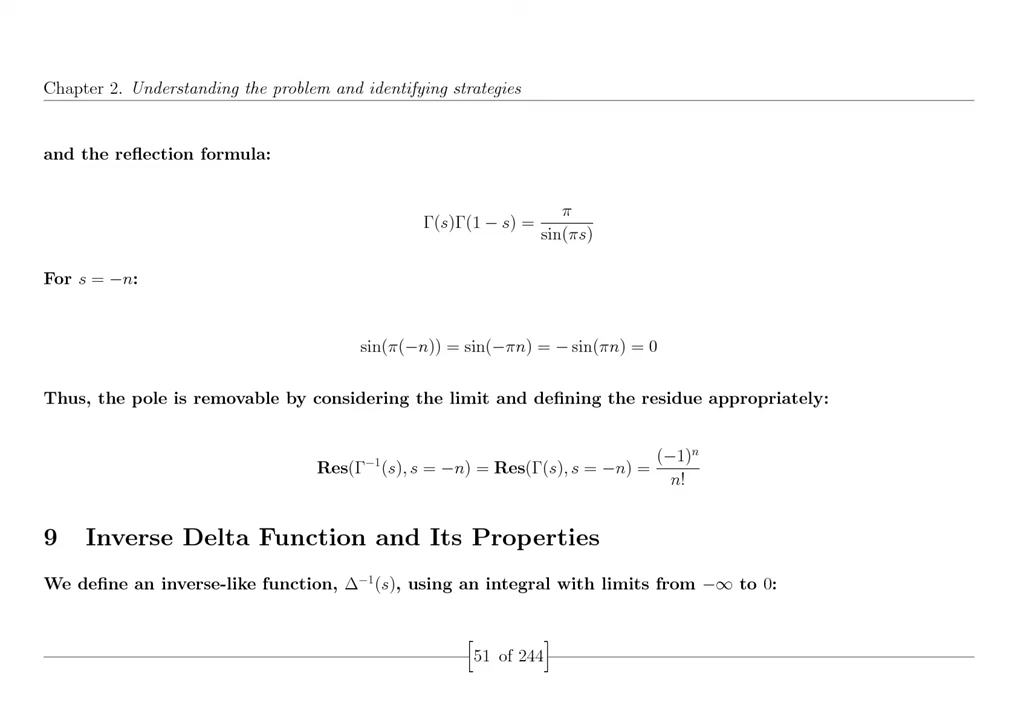 Chapter 2. Understanding the problem and identifying strategies
and the reflection formula:
Γ(s)Γ(1 − s) = π / sin(πs)
For s = −n:
sin(π(−n)) = sin(−πn) = − sin(πn) = 0
Thus, the pole is removable by considering the limit and defining the residue appropriately:
Res(Γ⁻¹(s), s = −n) = Res(Γ(s), s = −n) = (−1)ⁿ / n!
9 Inverse Delta Function and Its Properties
We define an inverse-like function, Δ⁻¹(s), using an integral with limits from −∞ to 0:
[51 of 244]